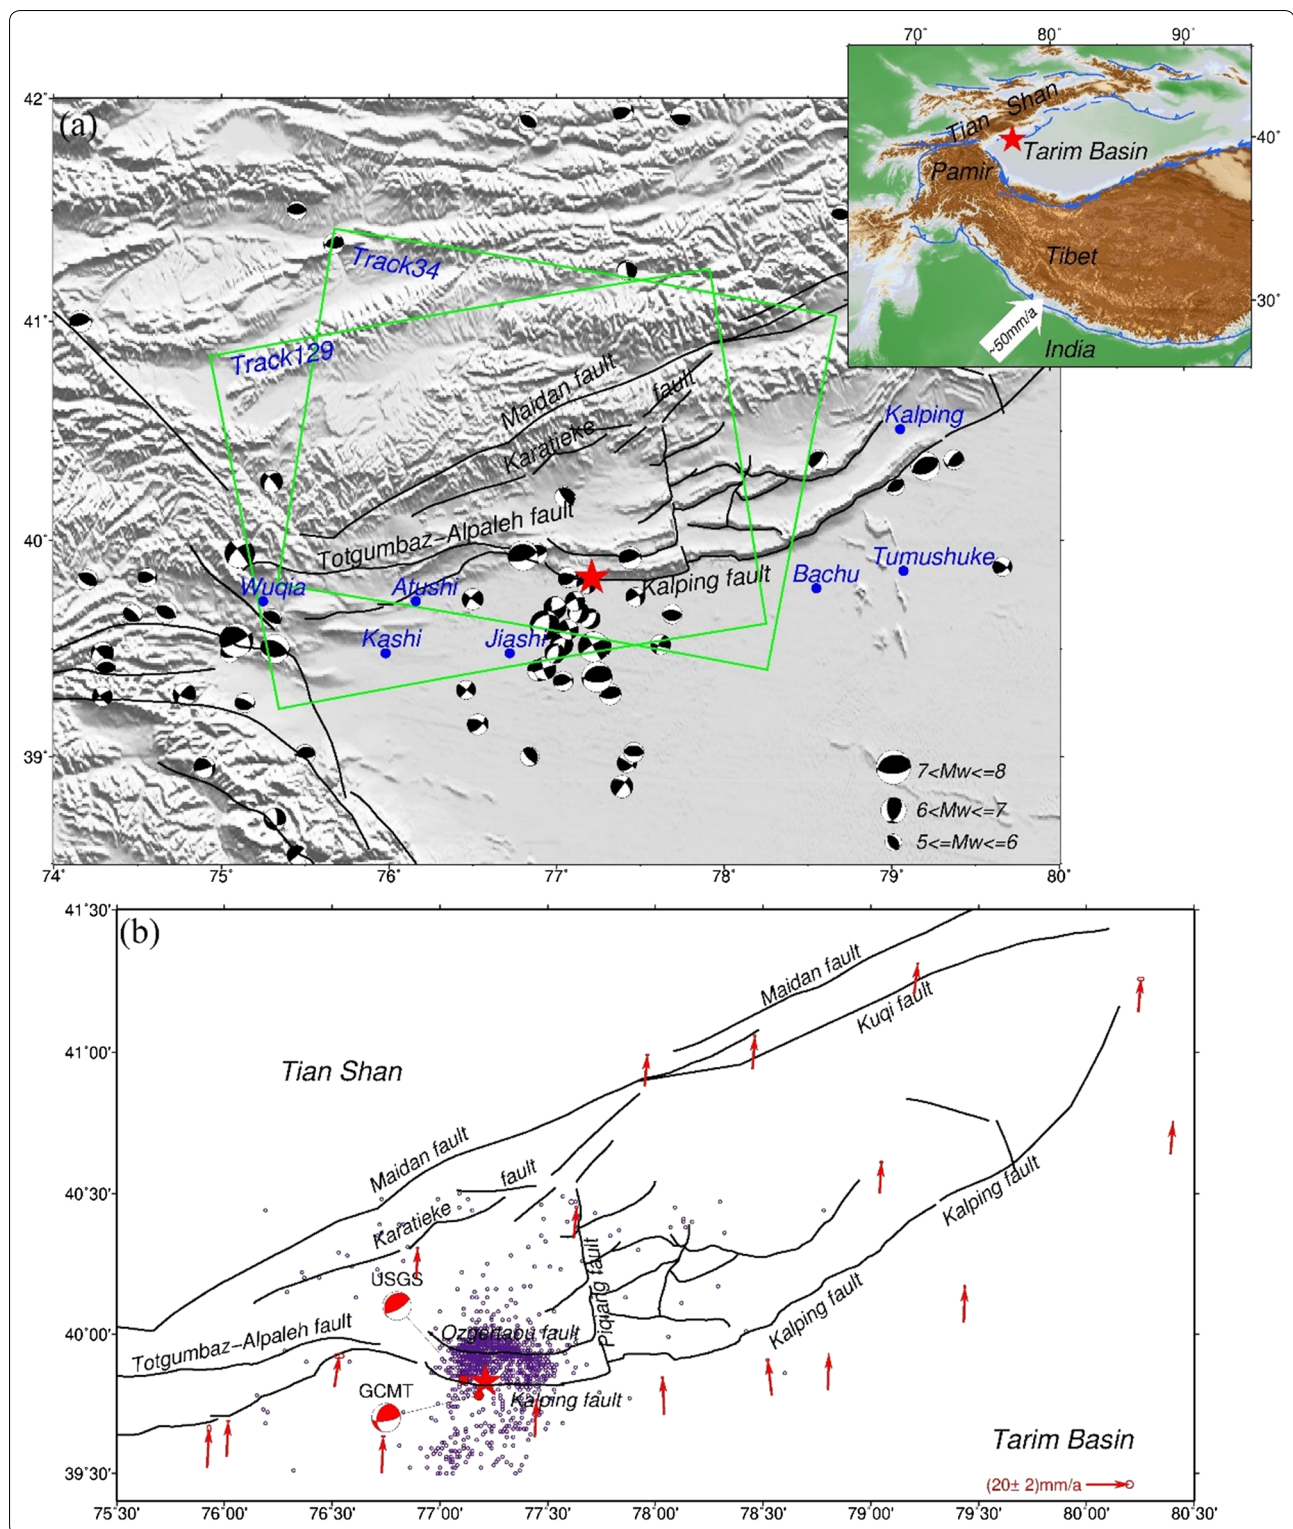 70°
80°
90°
42°
(a)
Tian Shan
40°
Tarim Basin
Pamir
Tibet
30°
~50mm/a
India
Track34
41°
Track129
Maidan fault
Karatieke
fault
Kalping
Totgumbaz-Alpaleh fault
40°
Wuqia
Atushi
Kalping fault
Bachu
Tumushuke
Kashi
Jiashi
39°
7<Mw<=8
6<Mw<=7
5<=Mw<=6
74°
75°
76°
77°
78°
79°
80°
41°30′
(b)
Maidan fault
Kuqi fault
41°00′
Tian Shan
Maidan fault
fault
40°30′
Karatieke
Kalping fault
USGS
Piqiang fault
Kalping fault
40°00′
Totgumbaz-Alpaleh fault
Ozgertaou fault
GCMT
Kalping fault
Tarim Basin
39°30′
(20± 2)mm/a
75°30′
76°00′
76°30′
77°00′
77°30′
78°00′
78°30′
79°00′
79°30′
80°00′
80°30′